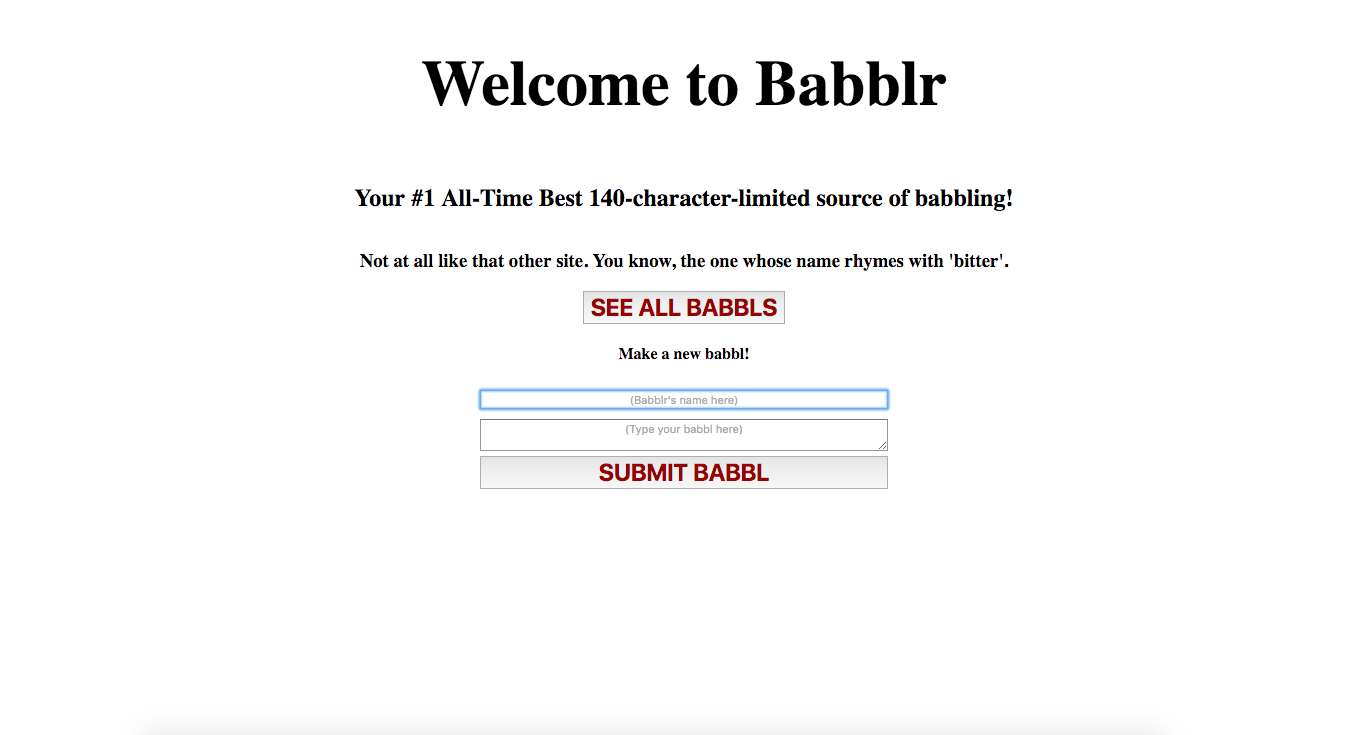 Welcome to Babblr
Your #1 All-Time Best 140-character-limited source of babbling!
Not at all like that other site. You know, the one whose name rhymes with 'bitter'.
SEE ALL BABBLS
Make a new babbl!
(Babblr's name here)
(Type your babbl here)
SUBMIT BABBL